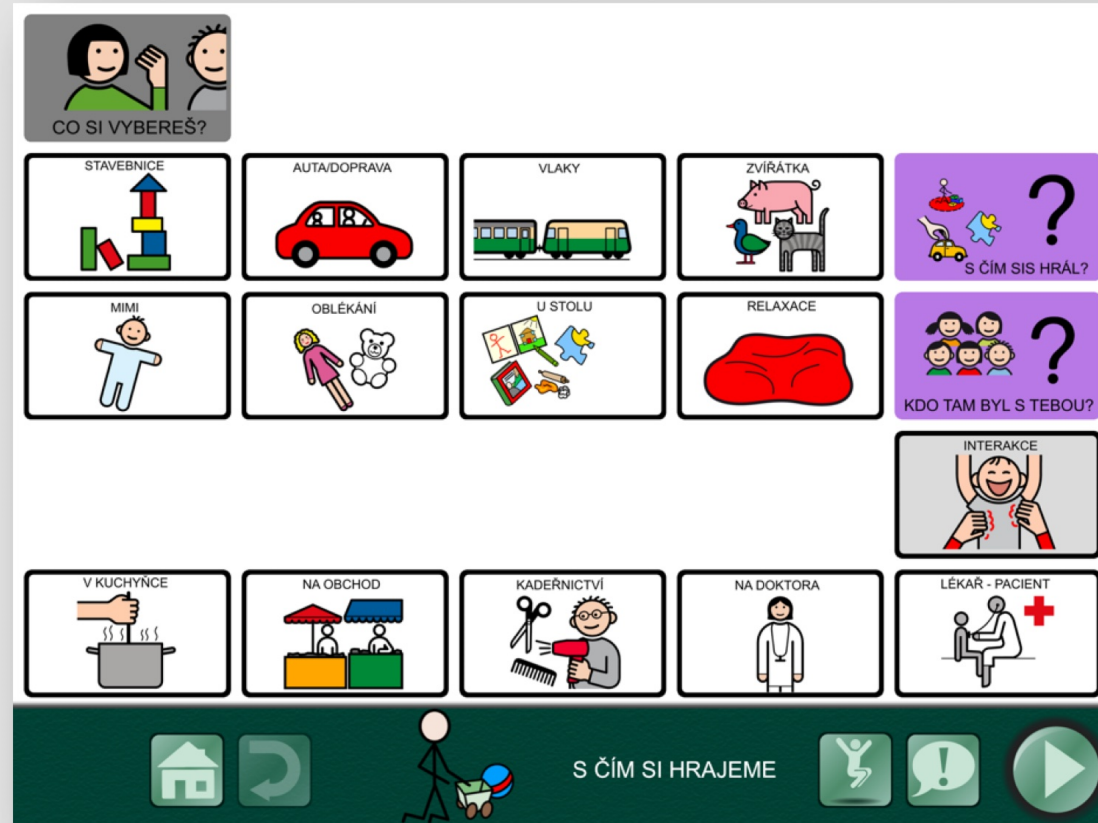 CO SI VYBEREŠ?
STAVEBNICE
AUTA/DOPRAVA
VLAKY
ZVÍŘÁTKA
?
S ČÍM SIS HRÁL?
MIMI
OBLÉKÁNÍ
U STOLU
RELAXACE
?
KDO TAM BYL S TEBOU?
INTERAKCE
V KUCHYŇCE
NA OBCHOD
KADEŘNICTVÍ
NA DOKTORA
LÉKAŘ - PACIENT
S ČÍM SI HRAJEME
!